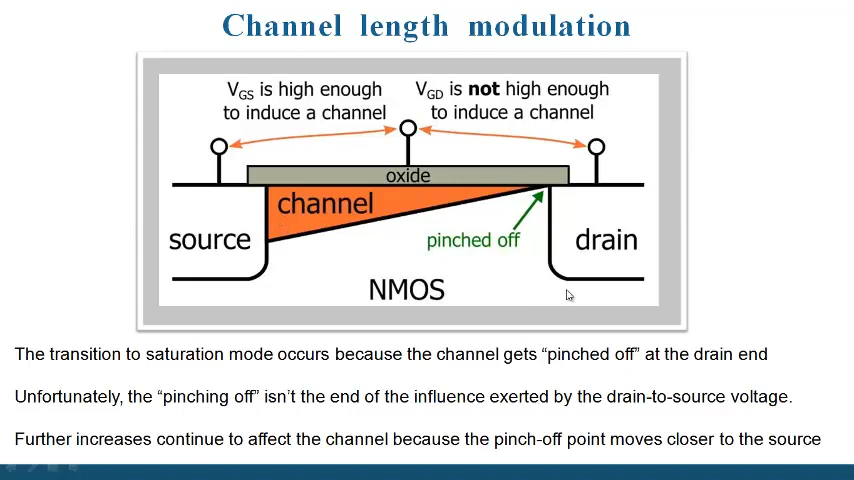 Channel length modulation
V_GS is high enough
to induce a channel
V_GD is not high enough
to induce a channel
oxide
channel
source
pinched off
drain
NMOS
The transition to saturation mode occurs because the channel gets “pinched off” at the drain end
Unfortunately, the “pinching off” isn’t the end of the influence exerted by the drain-to-source voltage.
Further increases continue to affect the channel because the pinch-off point moves closer to the source